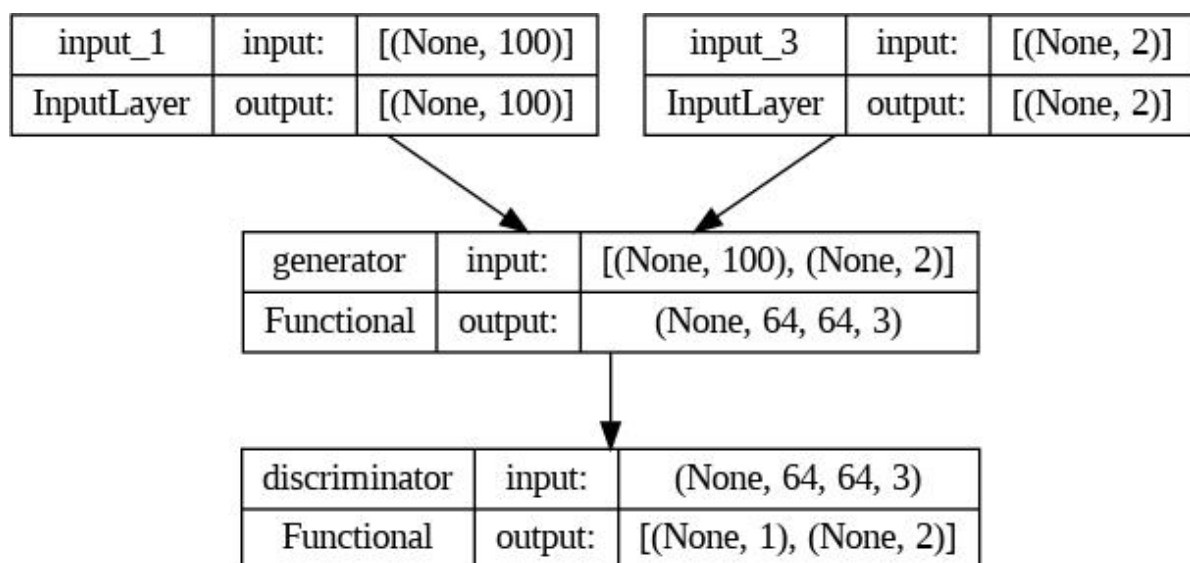 input_1 input: [(None, 100)] input_3 input: [(None, 2)]
InputLayer output: [(None, 100)] InputLayer output: [(None, 2)]
generator input: [(None, 100), (None, 2)]
Functional output: (None, 64, 64, 3)
discriminator input: (None, 64, 64, 3)
Functional output: [(None, 1), (None, 2)]